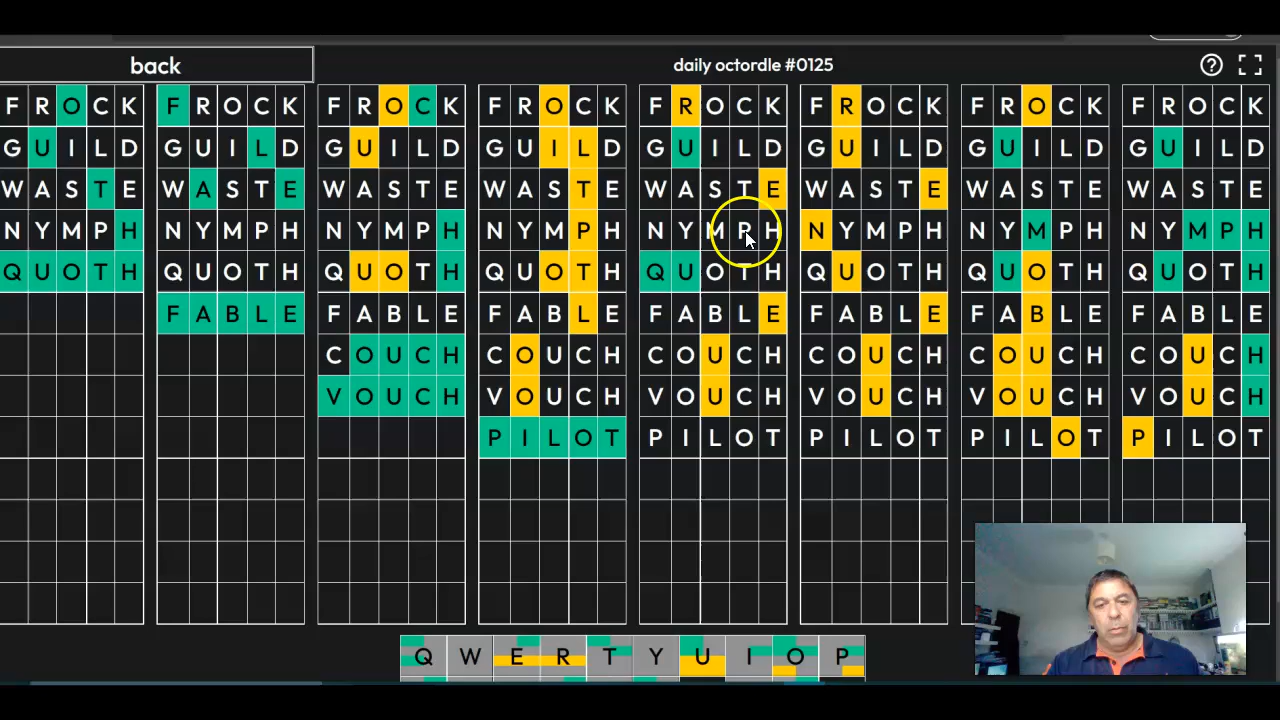 back
daily octordle #0125
FROCK FROCK FROCK FROCK FROCK FROCK FROCK FROCK
GUILD GUILD GUILD GUILD GUILD GUILD GUILD GUILD
WASTE WASTE WASTE WASTE WASTE WASTE WASTE WASTE
NYMPH NYMPH NYMPH NYMPH NYMPH NYMPH NYMPH NYMPH
QUOTH QUOTH QUOTH QUOTH QUOTH QUOTH QUOTH QUOTH
FABLE FABLE FABLE FABLE FABLE FABLE FABLE
COUCH COUCH COUCH COUCH COUCH COUCH
VOUCH VOUCH VOUCH VOUCH VOUCH VOUCH
PILOT PILOT PILOT PILOT PILOT
Q W E R T Y U I O P